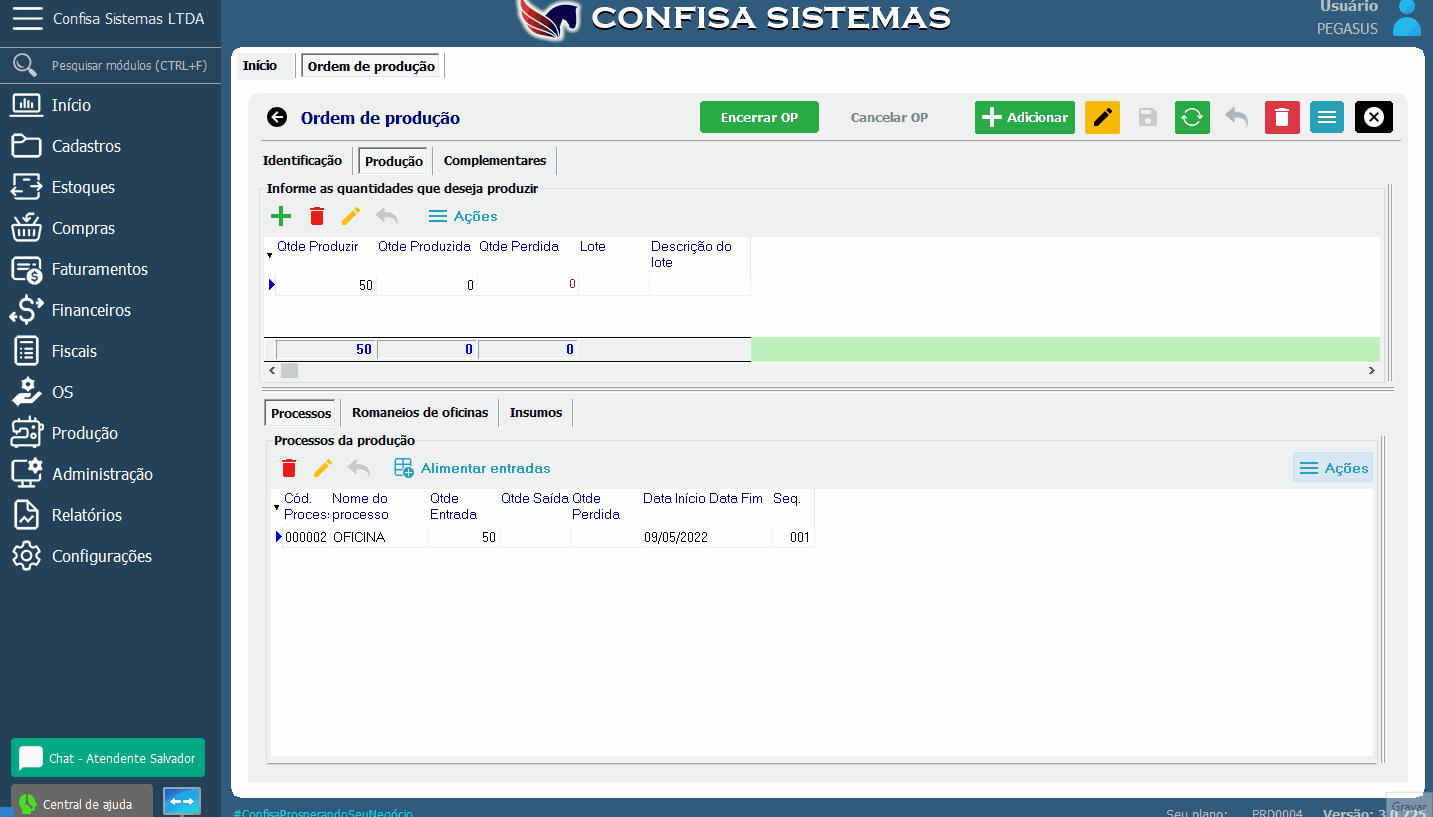 Confisa Sistemas LTDA
CONFISA SISTEMAS
Usuário
PEGASUS
Pesquisar módulos (CTRL+F)
Início
Cadastros
Estoques
Compras
Faturamentos
Financeiros
Fiscais
OS
Produção
Administração
Relatórios
Configurações
Chat - Atendente Salvador
Central de ajuda
Início Ordem de produção
Ordem de produção Encerrar OP Cancelar OP Adicionar
Identificação Produção Complementares
Informe as quantidades que deseja produzir
Ações
Qtde Produzir Qtde Produzida Qtde Perdida Lote Descrição do
lote
50 0 0
50 0 0
Processos Romaneios de oficinas Insumos
Processos da produção
Alimentar entradas Ações
Cód. Nome do Qtde Qtde Saída Qtde Data Início Data Fim Seq.
Process processo Entrada Perdida
000002 OFICINA 50 09/05/2022 001
#ConfisaProsperandoSeuNegócio
Seu plano: PRD0004 Versão: 3.0.725
Gravar